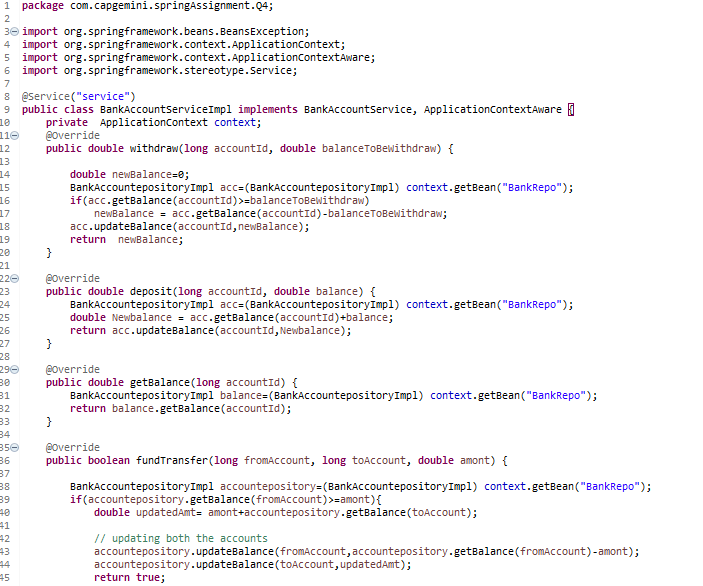 1 package com.capgemini.springAssignment.Q4;
2
3 import org.springframework.beans.BeansException;
4 import org.springframework.context.ApplicationContext;
5 import org.springframework.context.ApplicationContextAware;
6 import org.springframework.stereotype.Service;
7
8 @Service("service")
9 public class BankAccountServiceImpl implements BankAccountService, ApplicationContextAware {
10 private  ApplicationContext context;
11 @Override
12 public double withdraw(long accountId, double balanceToBeWithdraw) {
13
14 double newBalance=0;
15 BankAccountepositoryImpl acc=(BankAccountepositoryImpl) context.getBean("BankRepo");
16 if(acc.getBalance(accountId)>=balanceToBeWithdraw)
17 newBalance = acc.getBalance(accountId)-balanceToBeWithdraw;
18 acc.updateBalance(accountId,newBalance);
19 return  newBalance;
20 }
21
22 @Override
23 public double deposit(long accountId, double balance) {
24 BankAccountepositoryImpl acc=(BankAccountepositoryImpl) context.getBean("BankRepo");
25 double Newbalance = acc.getBalance(accountId)+balance;
26 return acc.updateBalance(accountId,Newbalance);
27 }
28
29 @Override
30 public double getBalance(long accountId) {
31 BankAccountepositoryImpl balance=(BankAccountepositoryImpl) context.getBean("BankRepo");
32 return balance.getBalance(accountId);
33 }
34
35 @Override
36 public boolean fundTransfer(long fromAccount, long toAccount, double amont) {
37
38 BankAccountepositoryImpl accountepository=(BankAccountepositoryImpl) context.getBean("BankRepo");
39 if(accountepository.getBalance(fromAccount)>=amont){
40 double updatedAmt= amont+accountepository.getBalance(toAccount);
41
42 // updating both the accounts
43 accountepository.updateBalance(fromAccount,accountepository.getBalance(fromAccount)-amont);
44 accountepository.updateBalance(toAccount,updatedAmt);
45 return true;